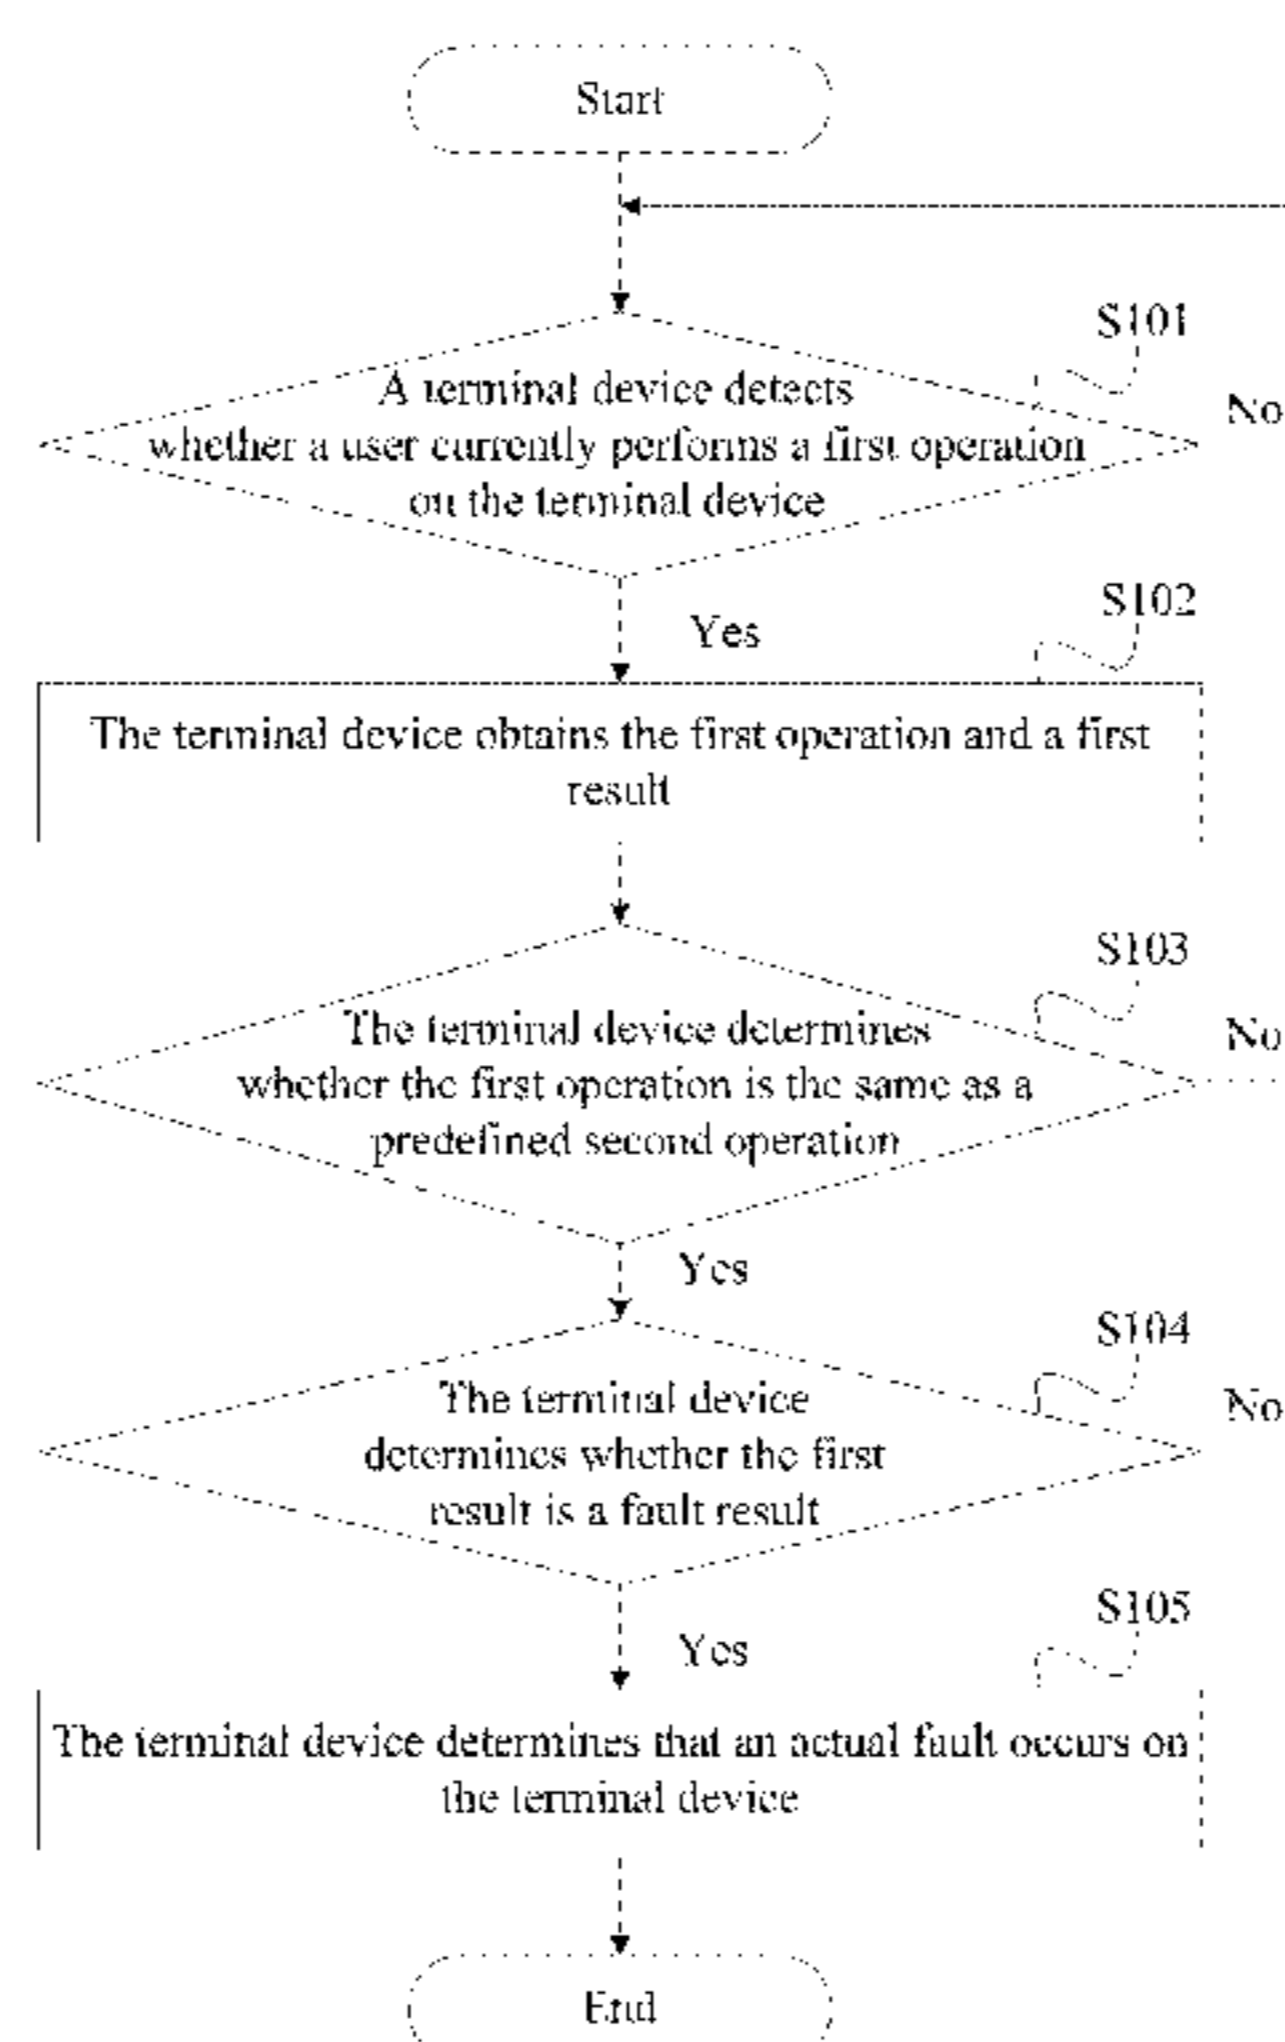 Start
S101
A terminal device detects
No
whether a user currently performs a first operation
on the terminal device
S102
Yes
The terminal device obtains the first operation and a first
result
S103
The terminal device determines
No
whether the first operation is the same as a
predefined second operation
Yes
S104
The terminal device
No
determines whether the first
result is a fault result
S105
Yes
The terminal device determines that an actual fault occurs on
the terminal device
End